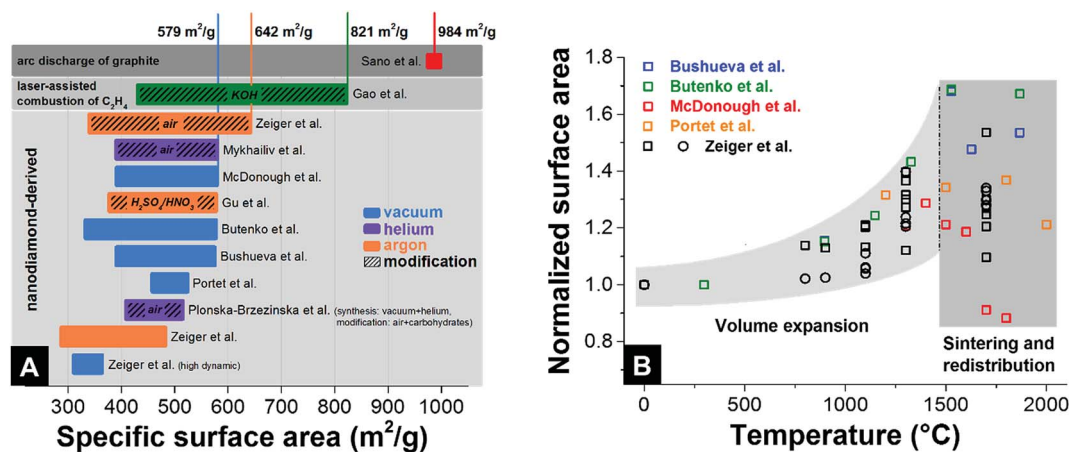 579 m²/g 642 m²/g 821 m²/g 984 m²/g
arc discharge of graphite
Sano et al.
laser-assisted
combustion of C₂H₄
KOH
Gao et al.
nanodiamond-derived
air
Zeiger et al.
air
Mykhailiv et al.
McDonough et al.
H₂SO₄/HNO₃
Gu et al.
Butenko et al.
Bushueva et al.
Portet et al.
air
Plonska-Brzezinska et al. (synthesis: vacuum+helium,
modification: air+carbohydrates)
Zeiger et al.
Zeiger et al. (high dynamic)
vacuum
helium
argon
modification
A
300 400 500 600 700 800 900 1000
Specific surface area (m²/g)
Normalized surface area
1.8
1.6
1.4
1.2
1.0
0.8
Bushueva et al.
Butenko et al.
McDonough et al.
Portet et al.
Zeiger et al.
Volume expansion
Sintering and
redistribution
B
0 500 1000 1500 2000
Temperature (°C)